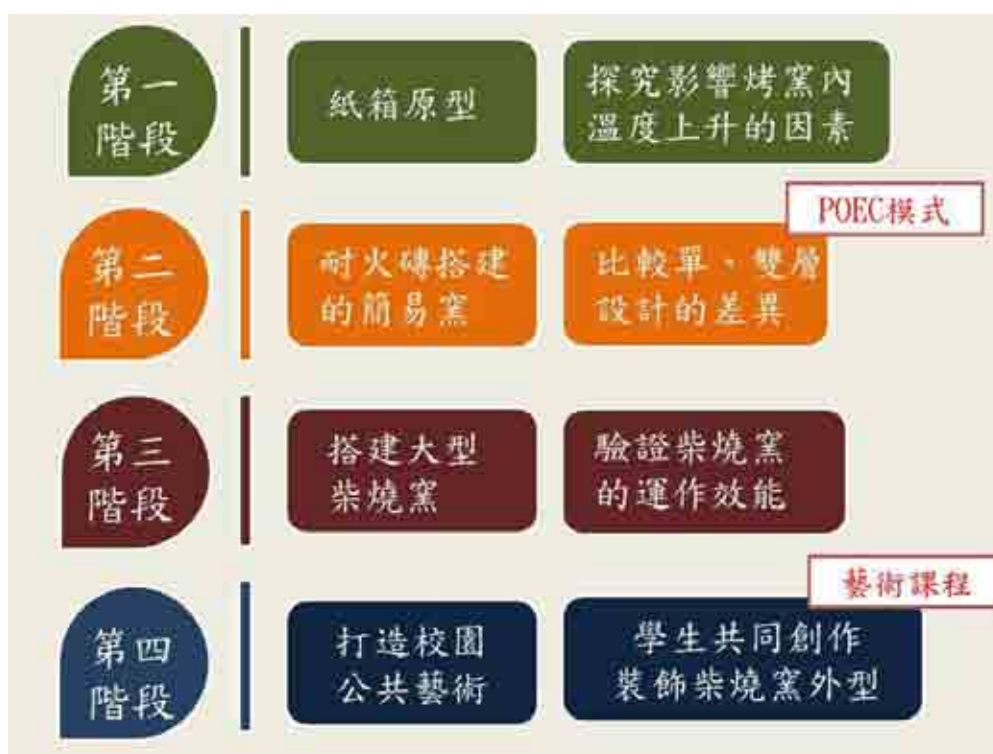 第一
階段
紙箱原型
探究影響烤窯內
溫度上升的因素
POEC模式
第二
階段
耐火磚搭建
的簡易窯
比較單、雙層
設計的差異
第三
階段
搭建大型
柴燒窯
驗證柴燒窯
的運作效能
藝術課程
第四
階段
打造校園
公共藝術
學生共同創作
裝飾柴燒窯外型